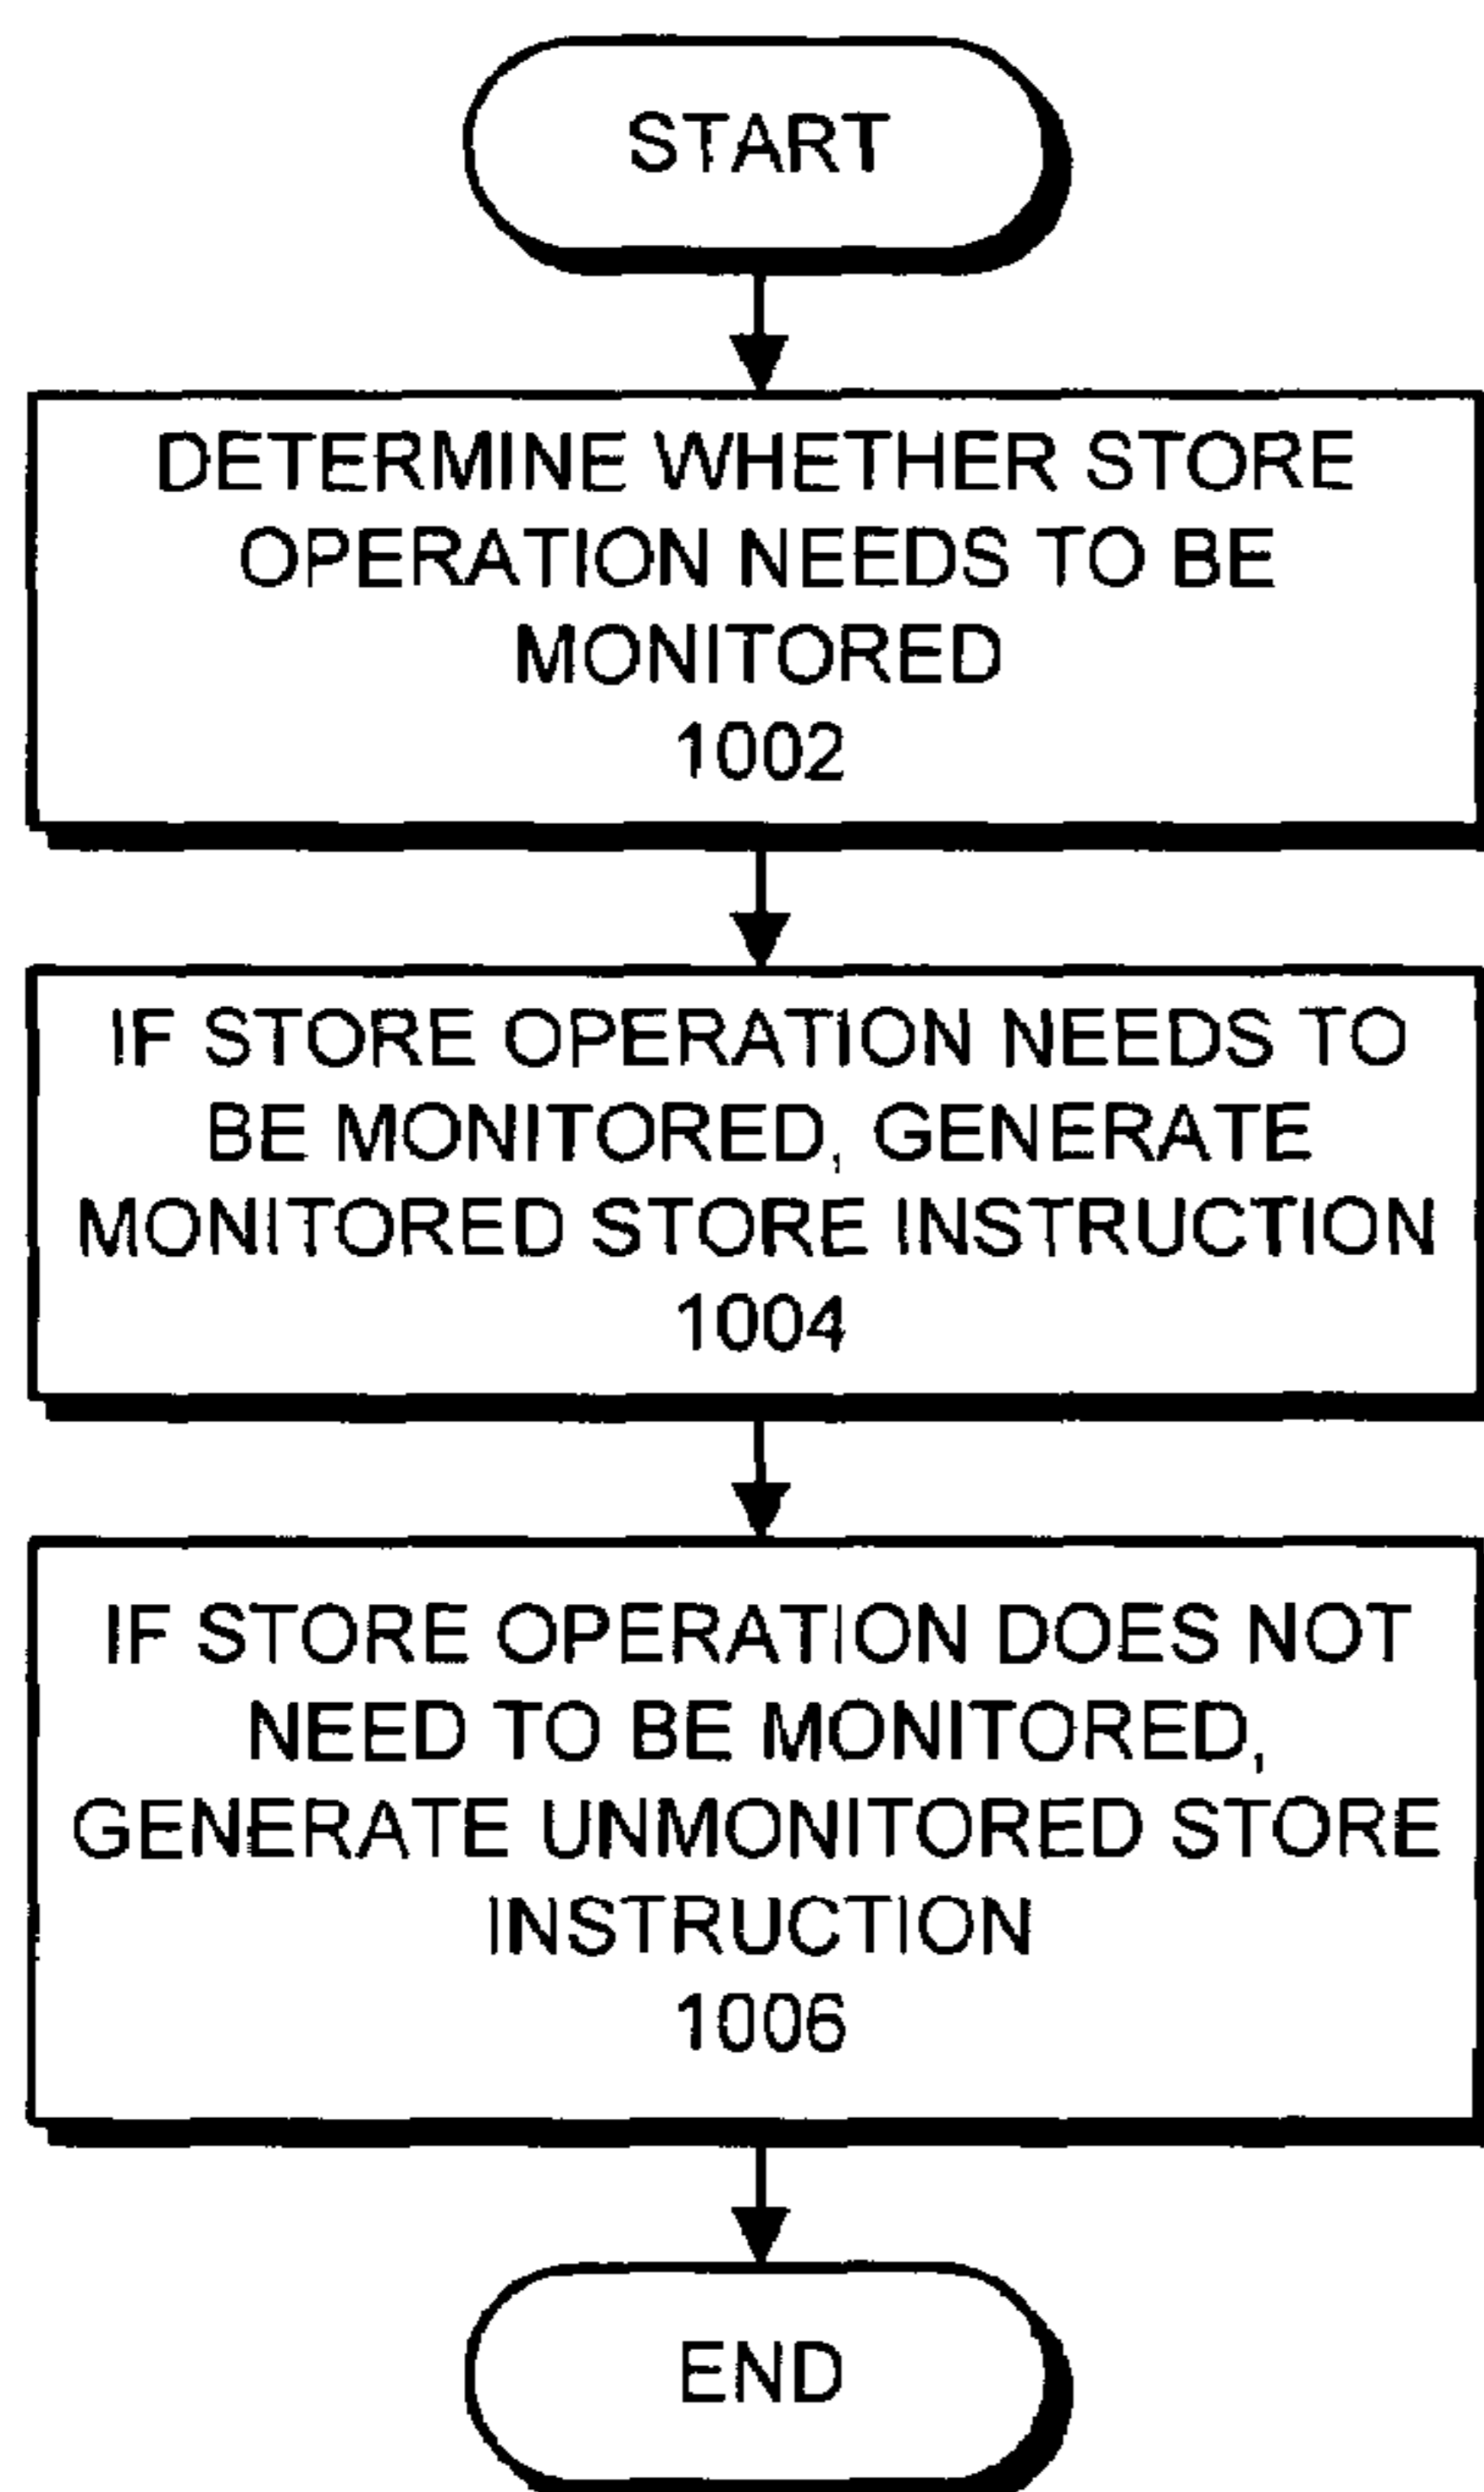 START
DETERMINE WHETHER STORE
OPERATION NEEDS TO BE
MONITORED
1002
IF STORE OPERATION NEEDS TO
BE MONITORED, GENERATE
MONITORED STORE INSTRUCTION
1004
IF STORE OPERATION DOES NOT
NEED TO BE MONITORED,
GENERATE UNMONITORED STORE
INSTRUCTION
1006
END